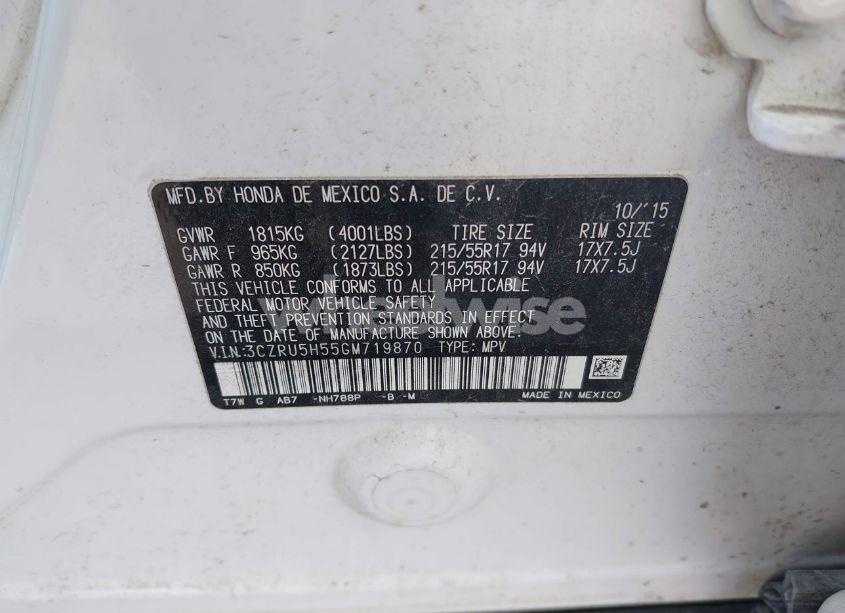 MFD.BY HONDA DE MEXICO S.A. DE C.V.
10/'15
GVWR 1815KG (4001LBS) TIRE SIZE RIM SIZE
GAWR F 965KG (2127LBS) 215/55R17 94V 17X7.5J
GAWR R 850KG (1873LBS) 215/55R17 94V 17X7.5J
THIS VEHICLE CONFORMS TO ALL APPLICABLE
FEDERAL MOTOR VEHICLE SAFETY
AND THEFT PREVENTION STANDARDS IN EFFECT
ON THE DATE OF MANUFACTURE SHOWN ABOVE.
V.I.N:3CZRU5H55GM719870 TYPE: MPV
T7W G AB7 -NH788P -B -M MADE IN MEXICO